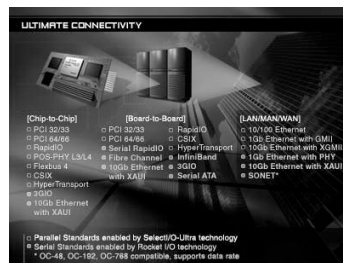 ULTIMATE CONNECTIVITY
[Chip-to-Chip]
PCI 32/33
PCI 64/66
RapidIO
POS-PHY L3/L4
Flexbus 4
CSIX
HyperTransport
3GIO
10Gb Ethernet
with XAUI
[Board-to-Board]
PCI 32/33
PCI 64/66
Serial RapidIO
Fibre Channel
10Gb Ethernet
with XAUI
RapidIO
CSIX
HyperTransport
InfiniBand
3GIO
Serial ATA
[LAN/MAN/WAN]
10/100 Ethernet
1Gb Ethernet with GMII
10Gb Ethernet with XGMII
1Gb Ethernet with PHY
10Gb Ethernet with XAUI
SONET*
Parallel Standards enabled by SelectI/O-Ultra technology
Serial Standards enabled by Rocket I/O technology
* OC-48, OC-192, OC-768 compatible, supports data rate